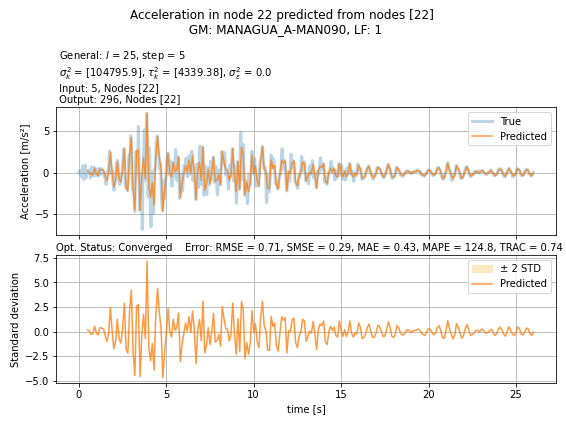 Acceleration in node 22 predicted from nodes [22]
GM: MANAGUA_A-MAN090, LF: 1
General: l = 25, step = 5
σ²ₖ = [104795.9], τ²ₖ = [4339.38], σ²ε = 0.0
Input: 5, Nodes [22]
Output: 296, Nodes [22]
True
Predicted
5
0
−5
Acceleration [m/s²]
Opt. Status: Converged Error: RMSE = 0.71, SMSE = 0.29, MAE = 0.43, MAPE = 124.8, TRAC = 0.74
± 2 STD
Predicted
7.5
5.0
2.5
0.0
−2.5
−5.0
Standard deviation
0 5 10 15 20 25
time [s]